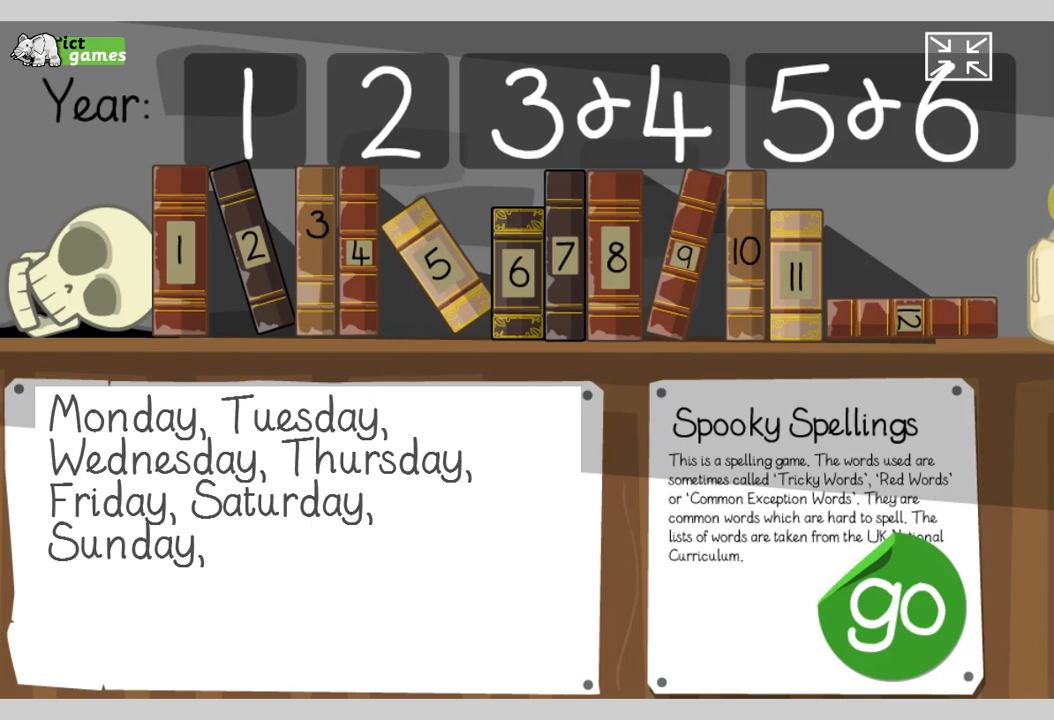 ict
games
Year: 1 2 3&4 5&6
1 2 3 4 5 6 7 8 9 10 11 12
Monday, Tuesday,
Wednesday, Thursday,
Friday, Saturday,
Sunday,
Spooky Spellings
This is a spelling game. The words used are
sometimes called 'Tricky Words', 'Red Words'
or 'Common Exception Words'. They are
common words which are hard to spell. The
lists of words are taken from the UK National
Curriculum.
go